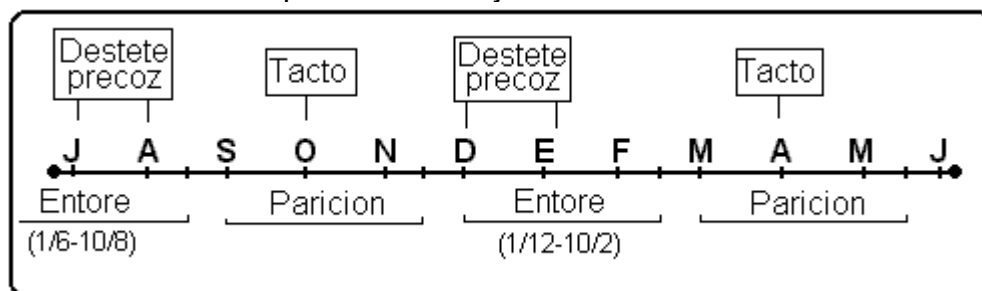 Destete
precoz
Tacto
Destete
precoz
Tacto
J A S O N D E F M A M J
Entore Paricion Entore Paricion
(1/6-10/8) (1/12-10/2)